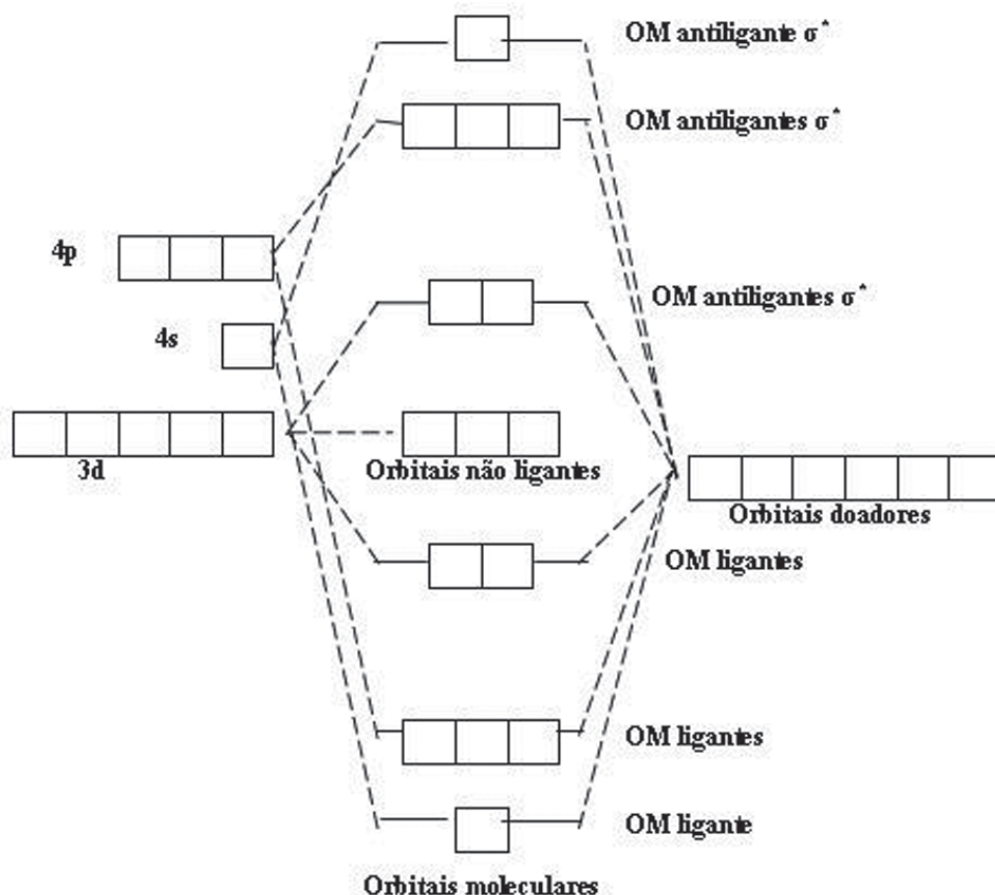 OM antiligante σ*
OM antiligantes σ*
4p
OM antiligantes σ*
4s
3d
Orbitais não ligantes
Orbitais doadores
OM ligantes
OM ligantes
OM ligante
Orbitais moleculares